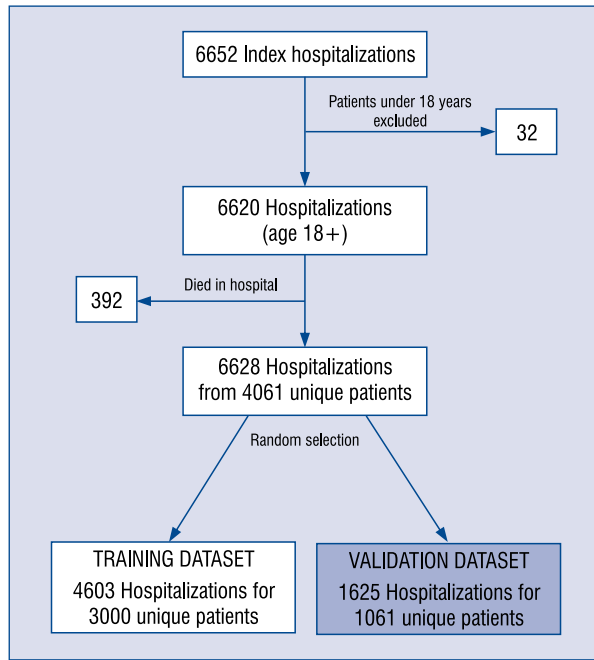 6652 Index hospitalizations
Patients under 18 years
excluded
32
6620 Hospitalizations
(age 18+)
Died in hospital
392
6628 Hospitalizations
from 4061 unique patients
Random selection
TRAINING DATASET
4603 Hospitalizations for
3000 unique patients
VALIDATION DATASET
1625 Hospitalizations for
1061 unique patients